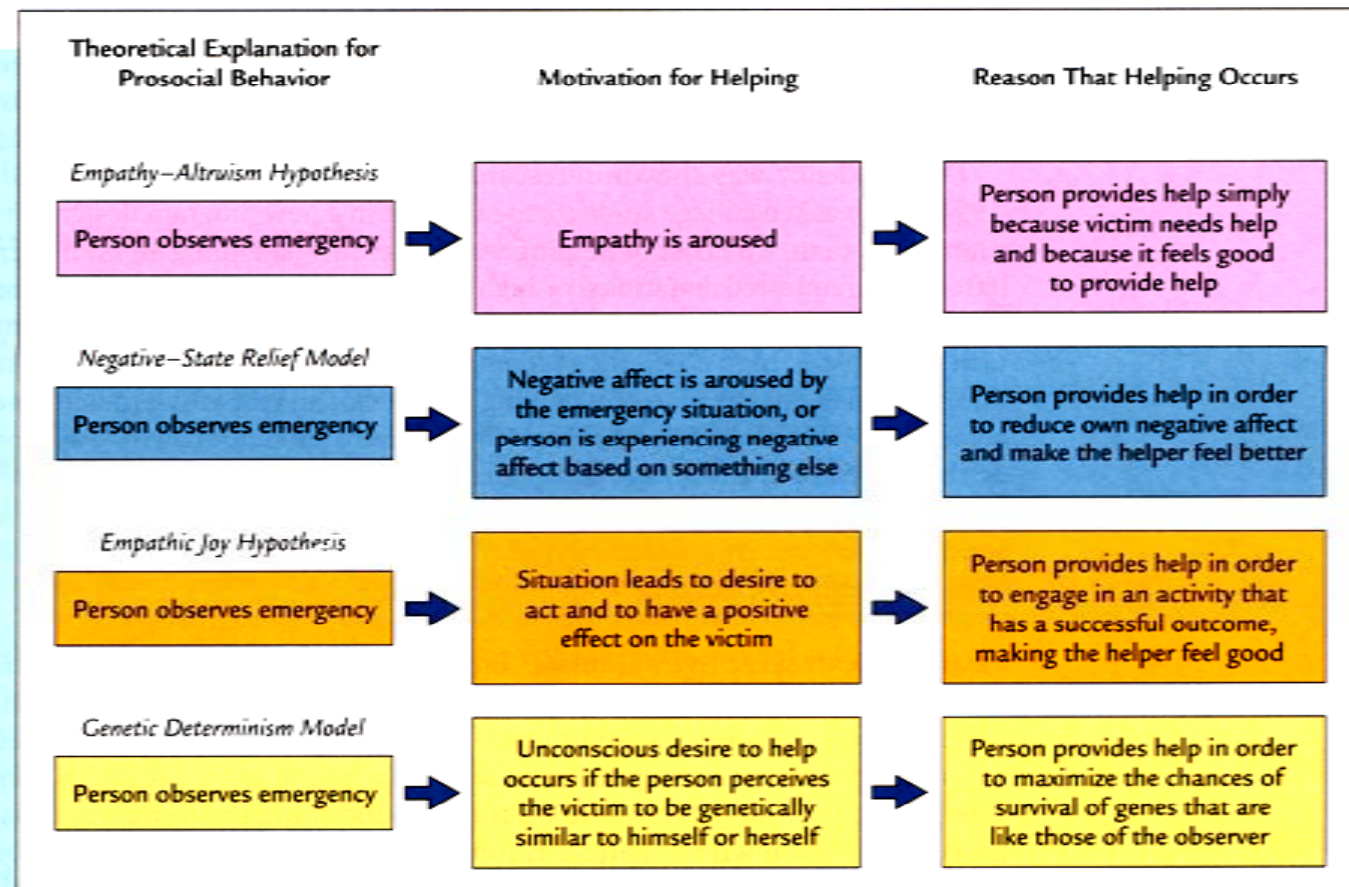 Theoretical Explanation for
Prosocial Behavior
Motivation for Helping
Reason That Helping Occurs
Empathy–Altruism Hypothesis
Person observes emergency
Empathy is aroused
Person provides help simply
because victim needs help
and because it feels good
to provide help
Negative–State Relief Model
Person observes emergency
Negative affect is aroused by
the emergency situation, or
person is experiencing negative
affect based on something else
Person provides help in order
to reduce own negative affect
and make the helper feel better
Empathic Joy Hypothesis
Person observes emergency
Situation leads to desire to
act and to have a positive
effect on the victim
Person provides help in order
to engage in an activity that
has a successful outcome,
making the helper feel good
Genetic Determinism Model
Person observes emergency
Unconscious desire to help
occurs if the person perceives
the victim to be genetically
similar to himself or herself
Person provides help in order
to maximize the chances of
survival of genes that are
like those of the observer